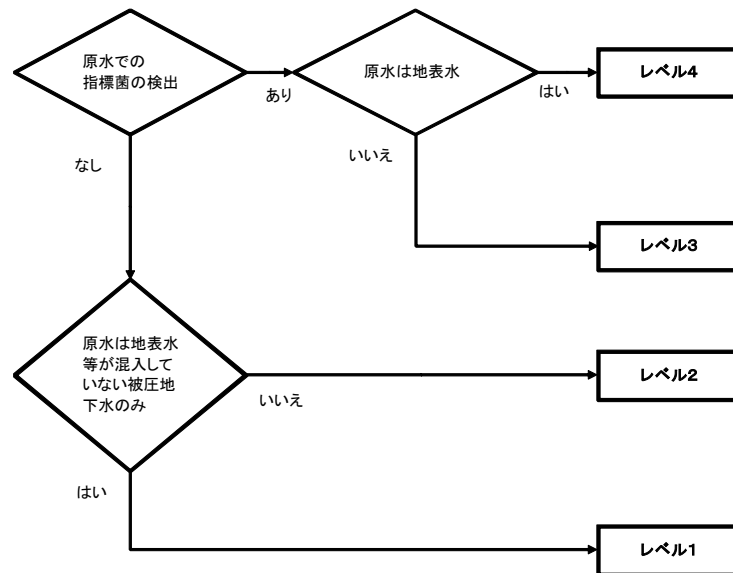 原水での
指標菌の検出
あり
原水は地表水
はい
レベル4
なし
いいえ
レベル3
原水は地表水
等が混入して
いない被圧地
下水のみ
いいえ
レベル2
はい
レベル1